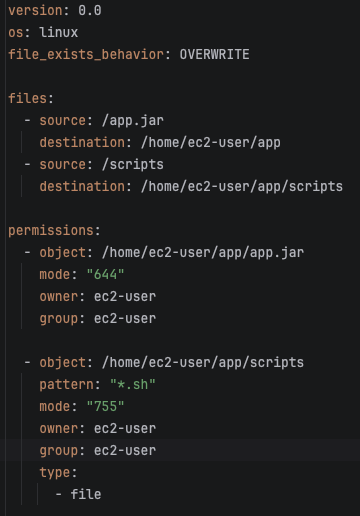 version: 0.0
os: linux
file_exists_behavior: OVERWRITE

files:
  - source: /app.jar
    destination: /home/ec2-user/app
  - source: /scripts
    destination: /home/ec2-user/app/scripts

permissions:
  - object: /home/ec2-user/app/app.jar
    mode: "644"
    owner: ec2-user
    group: ec2-user

  - object: /home/ec2-user/app/scripts
    pattern: "*.sh"
    mode: "755"
    owner: ec2-user
    group: ec2-user
    type:
      - file